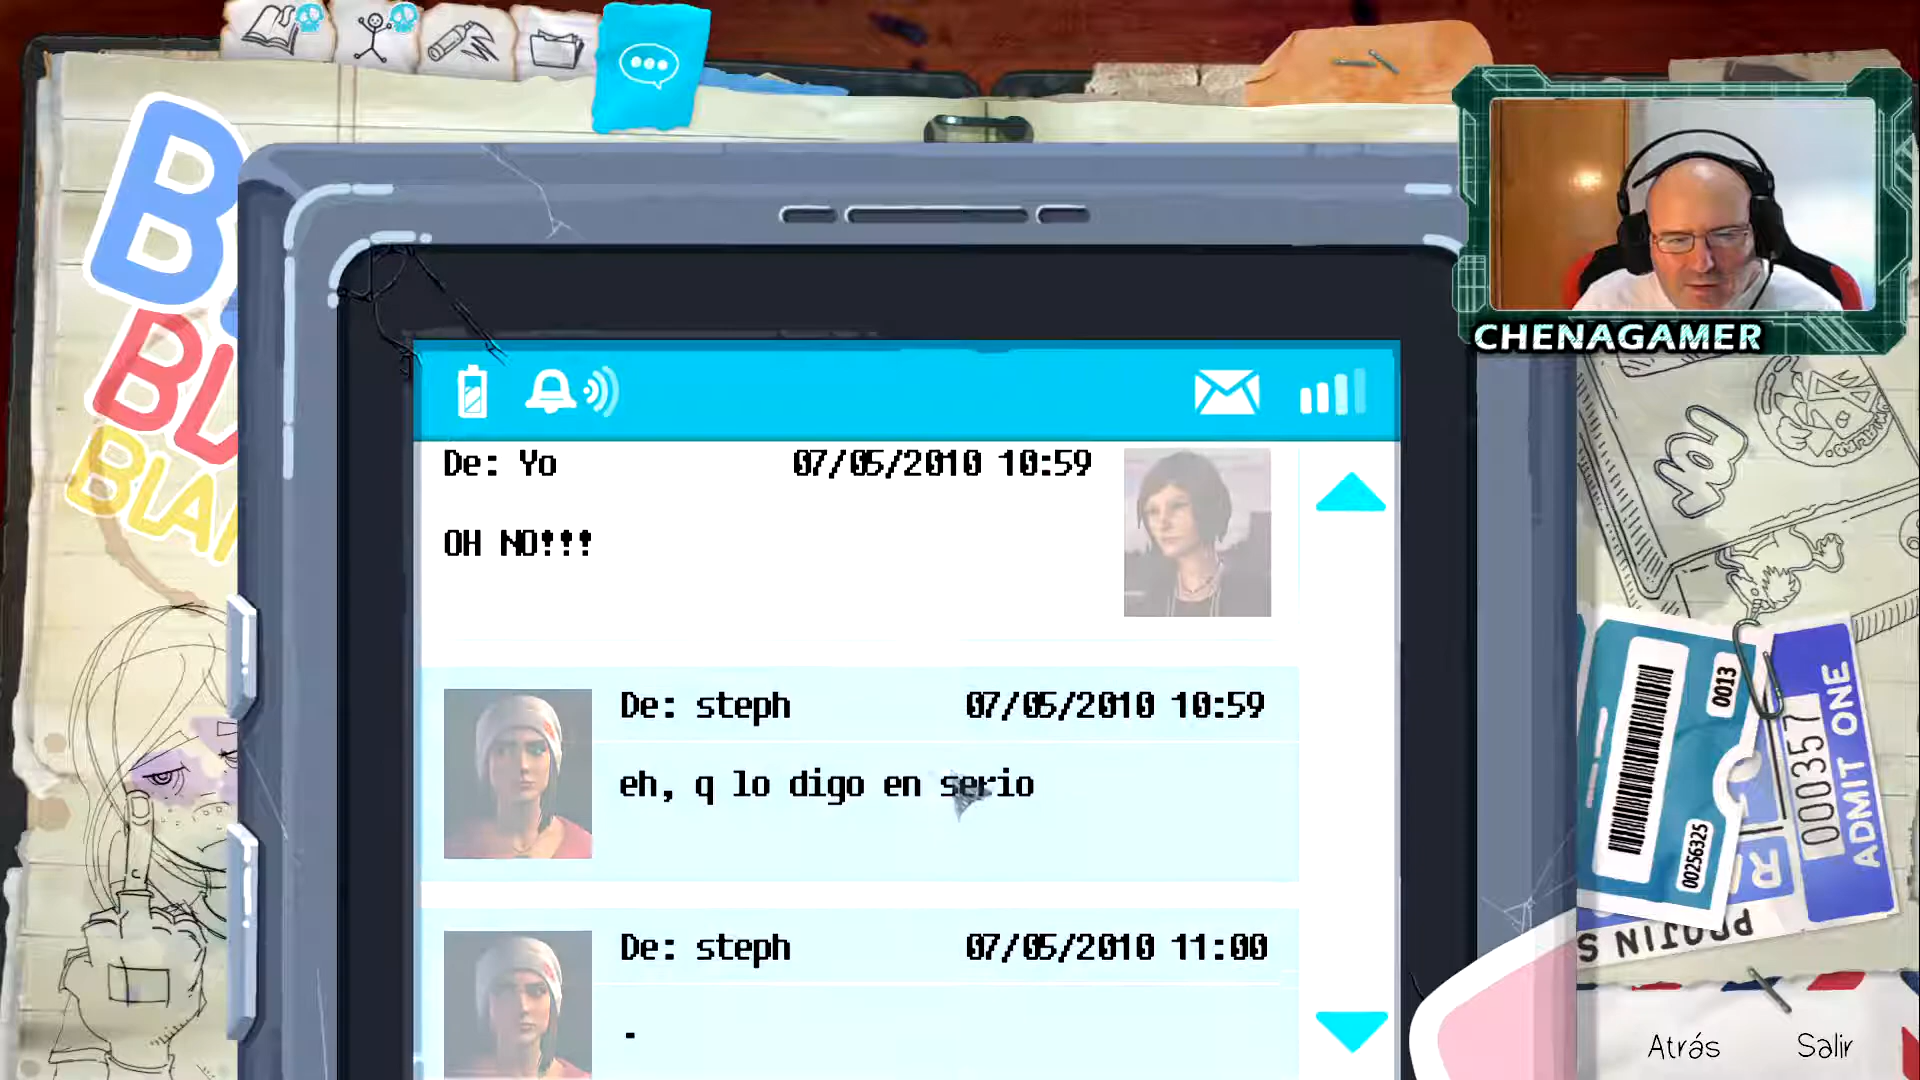 CHENAGAMER
De: Yo 07/05/2010 10:59
OH NO!!!
De: steph 07/05/2010 10:59
eh, q lo digo en serio
De: steph 07/05/2010 11:00
.
0013
00256325
000357
ADMIT ONE
Atrás Salir